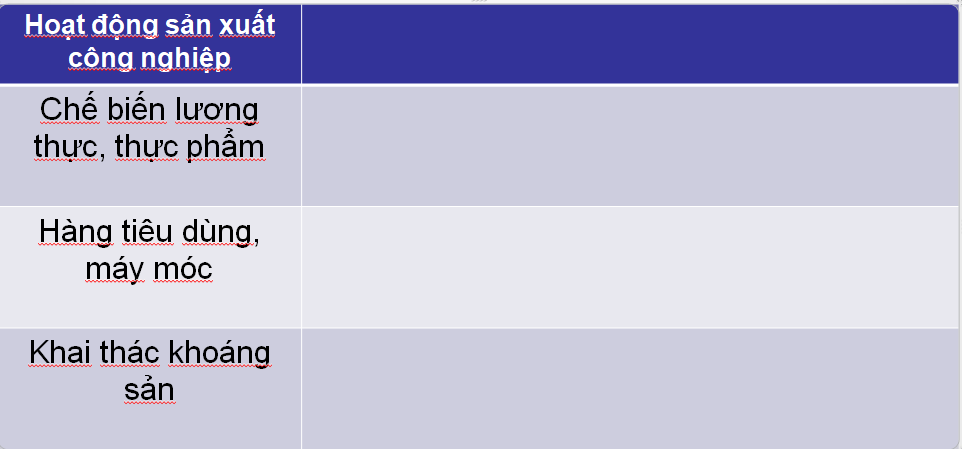 Hoạt động sản xuất
công nghiệp
Chế biến lương
thực, thực phẩm
Hàng tiêu dùng,
máy móc
Khai thác khoáng
sản